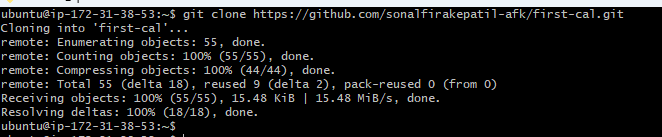 ubuntu@ip-172-31-38-53:~$ git clone https://github.com/sonalfirakepatil-afk/first-cal.git
Cloning into 'first-cal'...
remote: Enumerating objects: 55, done.
remote: Counting objects: 100% (55/55), done.
remote: Compressing objects: 100% (44/44), done.
remote: Total 55 (delta 18), reused 9 (delta 2), pack-reused 0 (from 0)
Receiving objects: 100% (55/55), 15.48 KiB | 15.48 MiB/s, done.
Resolving deltas: 100% (18/18), done.
ubuntu@ip-172-31-38-53:~$